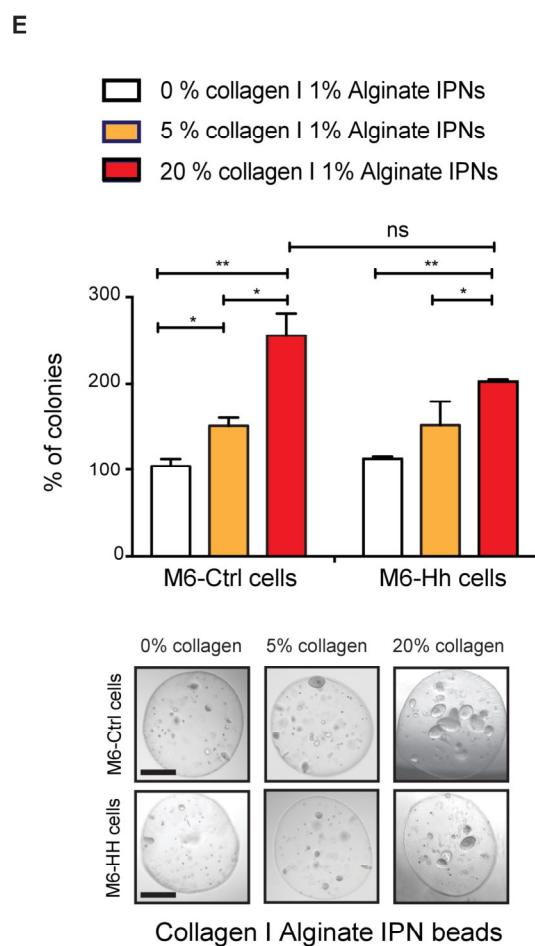 E
0 % collagen I 1% Alginate IPNs
5 % collagen I 1% Alginate IPNs
20 % collagen I 1% Alginate IPNs
ns
** **
* * *
300
200
100
0
% of colonies
M6-Ctrl cells M6-Hh cells
0% collagen 5% collagen 20% collagen
M6-Ctrl cells
M6-HH cells
Collagen I Alginate IPN beads